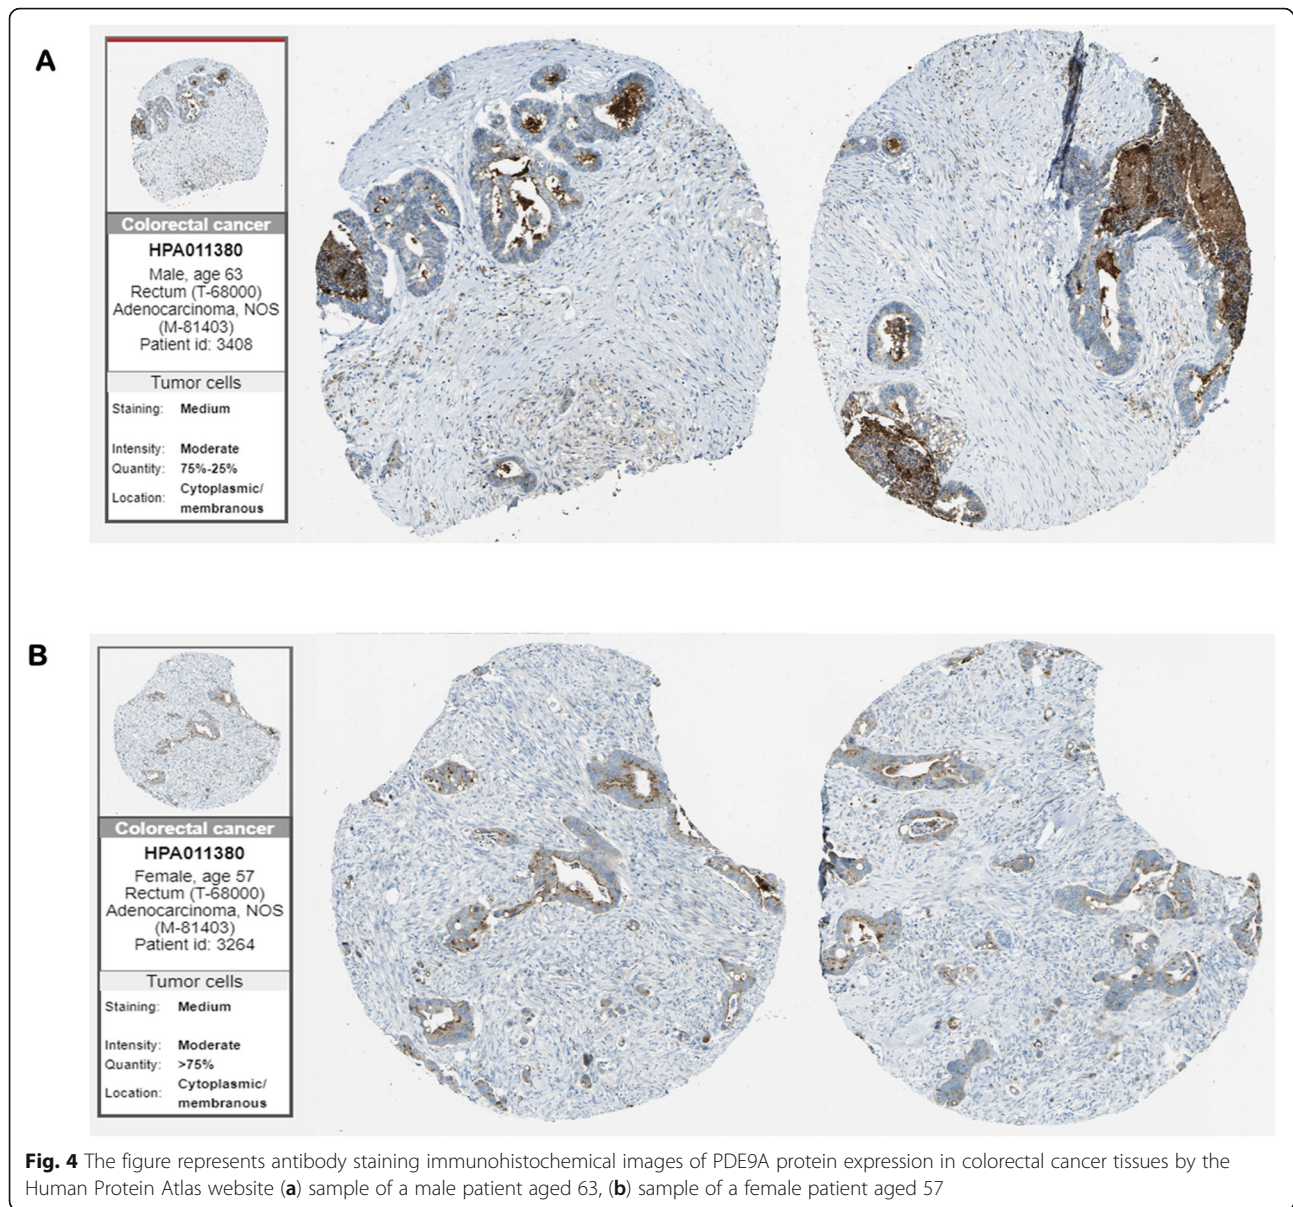 A
Colorectal cancer
HPA011380
Male, age 63
Rectum (T-68000)
Adenocarcinoma, NOS
(M-81403)
Patient id: 3408
Tumor cells
Staining: Medium
Intensity: Moderate
Quantity: 75%-25%
Location: Cytoplasmic/
membranous
B
Colorectal cancer
HPA011380
Female, age 57
Rectum (T-68000)
Adenocarcinoma, NOS
(M-81403)
Patient id: 3264
Tumor cells
Staining: Medium
Intensity: Moderate
Quantity: >75%
Location: Cytoplasmic/
membranous
Fig. 4 The figure represents antibody staining immunohistochemical images of PDE9A protein expression in colorectal cancer tissues by the
Human Protein Atlas website (a) sample of a male patient aged 63, (b) sample of a female patient aged 57